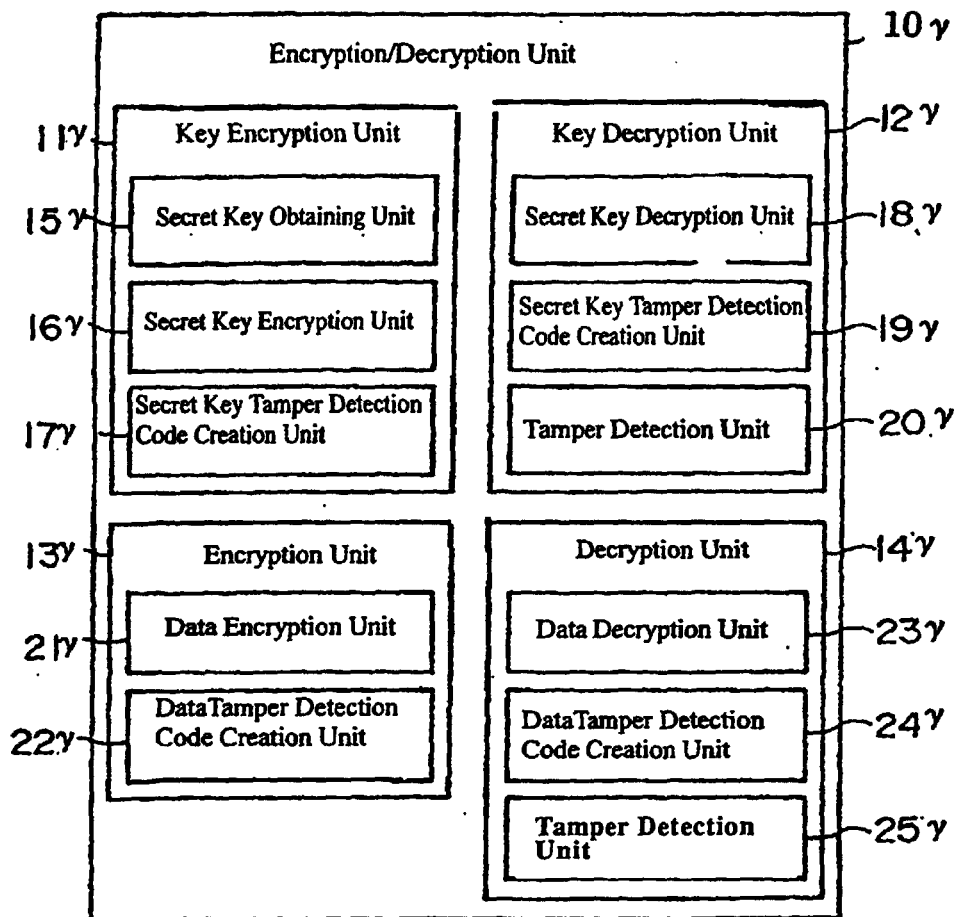 10γ
Encryption/Decryption Unit
11γ
Key Encryption Unit
15γ
Secret Key Obtaining Unit
16γ
Secret Key Encryption Unit
17γ
Secret Key Tamper Detection
Code Creation Unit
12γ
Key Decryption Unit
18γ
Secret Key Decryption Unit
19γ
Secret Key Tamper Detection
Code Creation Unit
20γ
Tamper Detection Unit
13γ
Encryption Unit
21γ
Data Encryption Unit
22γ
DataTamper Detection
Code Creation Unit
14γ
Decryption Unit
23γ
Data Decryption Unit
24γ
DataTamper Detection
Code Creation Unit
25γ
Tamper Detection
Unit